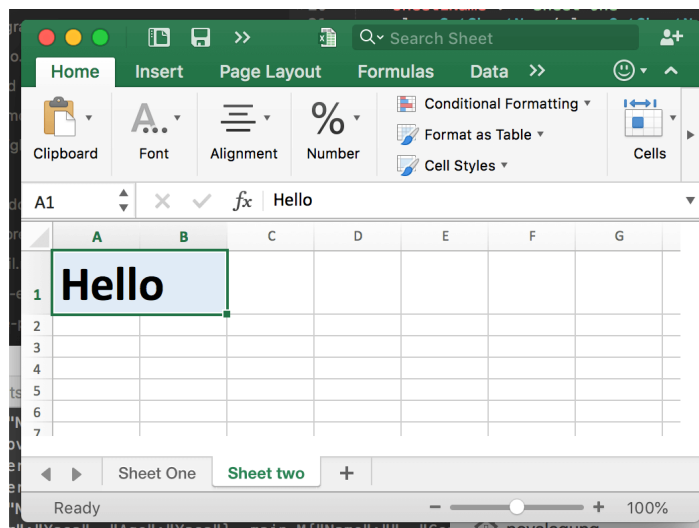 Search Sheet
Home Insert Page Layout Formulas Data
Clipboard Font Alignment Number
Conditional Formatting
Format as Table
Cell Styles
Cells
A1 fx Hello
A B C D E F G
1 Hello
2
3
4
5
6
7
Sheet One Sheet two
Ready 100%